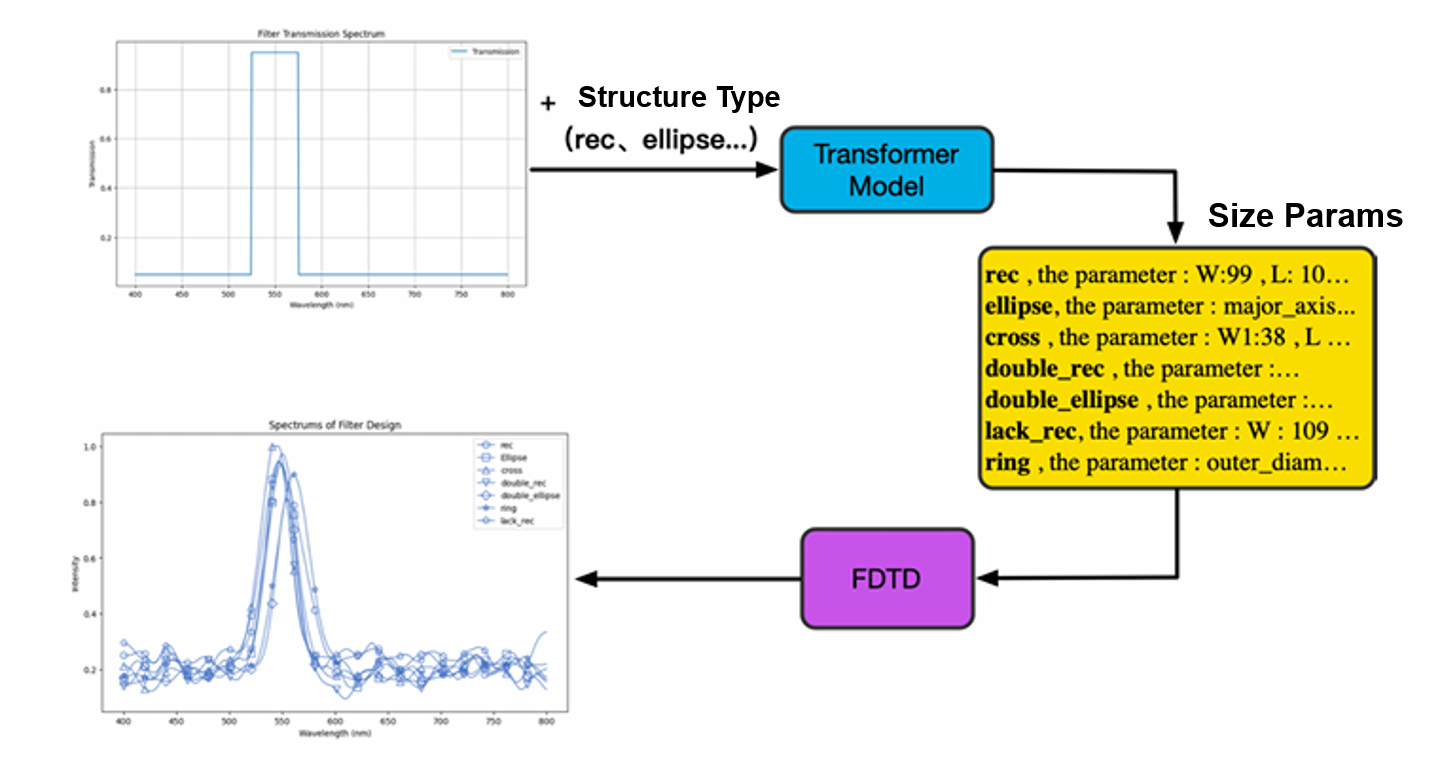 Filter Transmission Spectrum
Transmission
0.8
0.6
0.4
0.2
Transmission
400 450 500 550 600 650 700 750 800
Wavelength (nm)
+ Structure Type
(rec、ellipse...)
Transformer
Model
Size Params
rec , the parameter : W:99 , L: 10…
ellipse, the parameter : major_axis...
cross , the parameter : W1:38 , L …
double_rec , the parameter :…
double_ellipse , the parameter :…
lack_rec, the parameter : W : 109 …
ring , the parameter : outer_diam…
FDTD
Spectrums of Filter Design
rec
Ellipse
cross
double_rec
double_ellipse
ring
lack_rec
1.0
0.8
0.6
0.4
0.2
Intensity
400 450 500 550 600 650 700 750 800
Wavelength (nm)